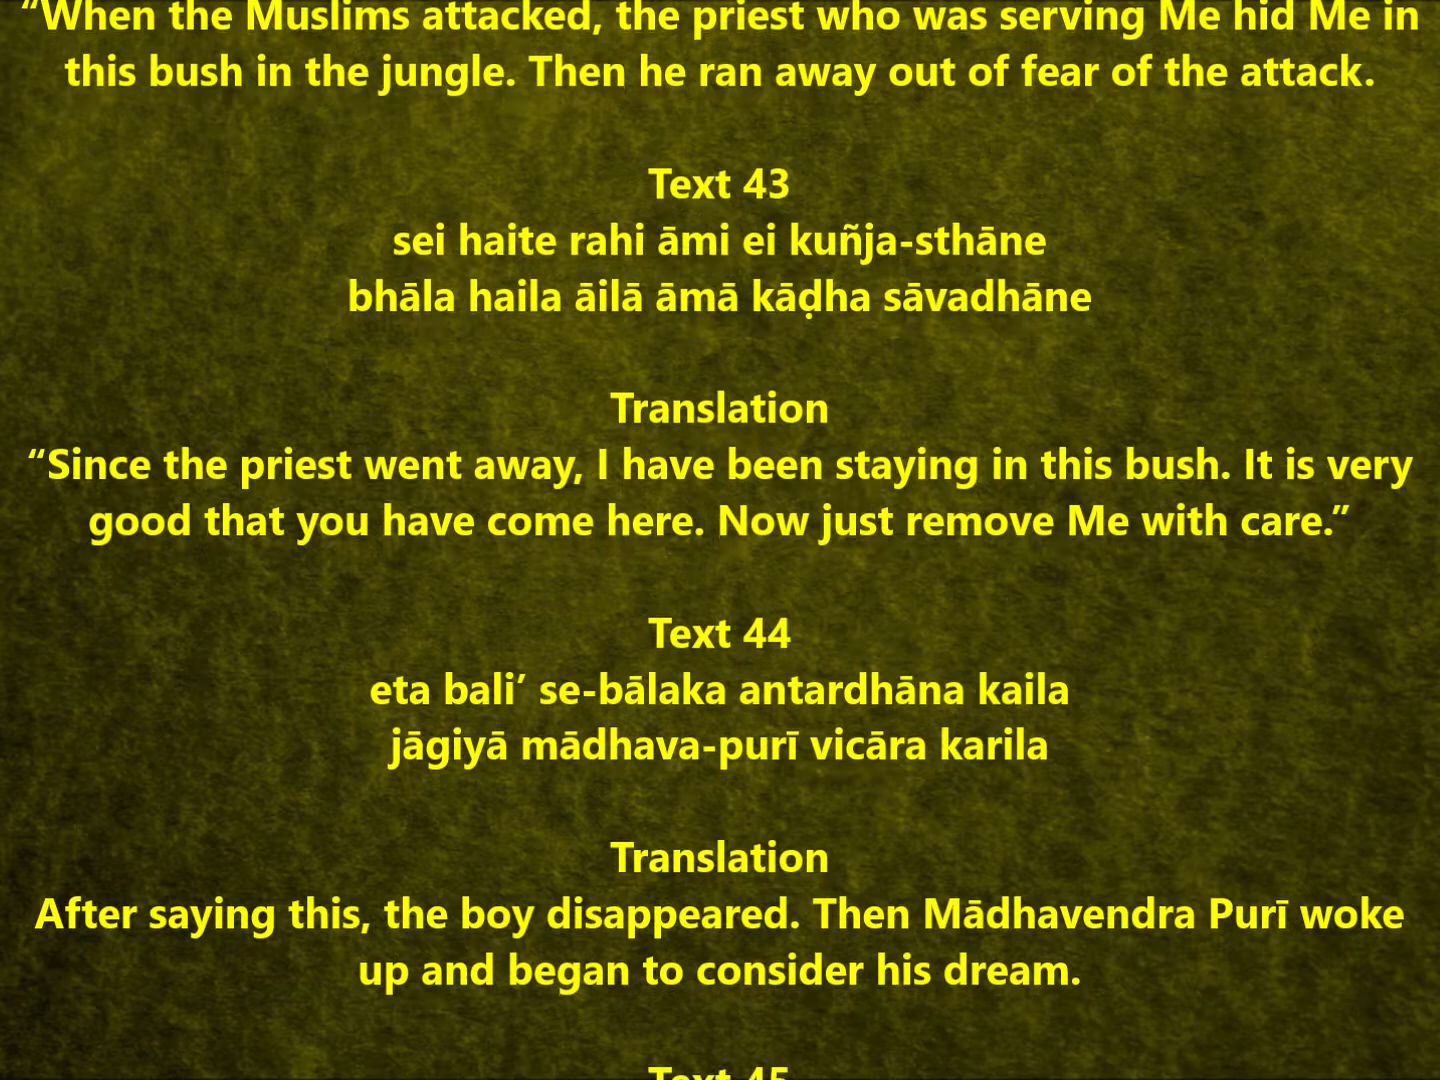 “When the Muslims attacked, the priest who was serving Me hid Me in
this bush in the jungle. Then he ran away out of fear of the attack.
Text 43
sei haite rahi āmi ei kuñja-sthāne
bhāla haila āilā āmā kāḍha sāvadhāne
Translation
“Since the priest went away, I have been staying in this bush. It is very
good that you have come here. Now just remove Me with care.”
Text 44
eta bali’ se-bālaka antardhāna kaila
jāgiyā mādhava-purī vicāra karila
Translation
After saying this, the boy disappeared. Then Mādhavendra Purī woke
up and began to consider his dream.
Text 45